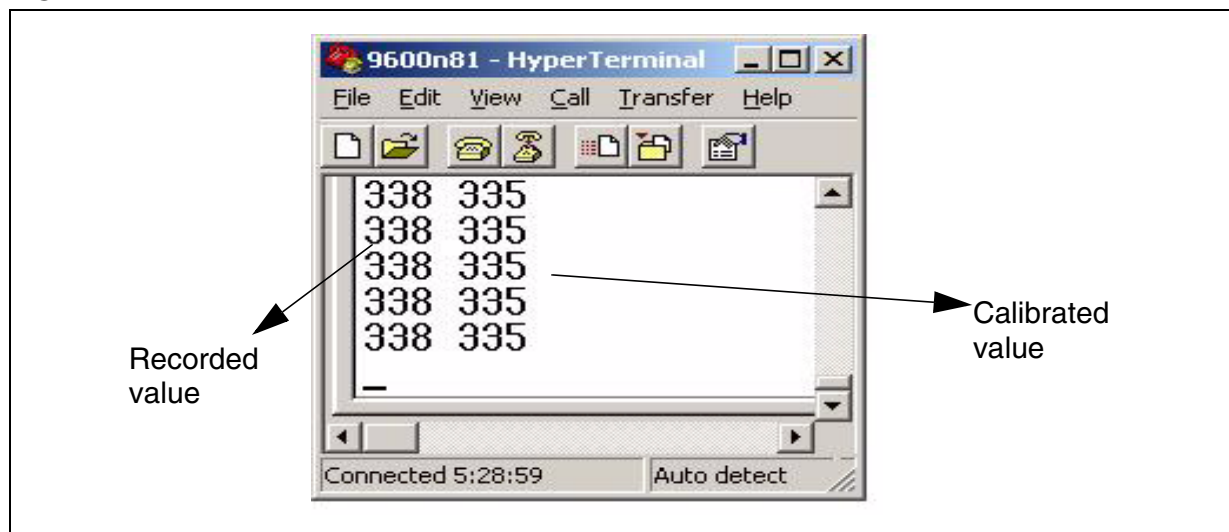 9600n81 - HyperTerminal
File Edit View Call Transfer Help
338 335
338 335
338 335
338 335
338 335
_
Recorded
value
Calibrated
value
Connected 5:28:59 Auto detect